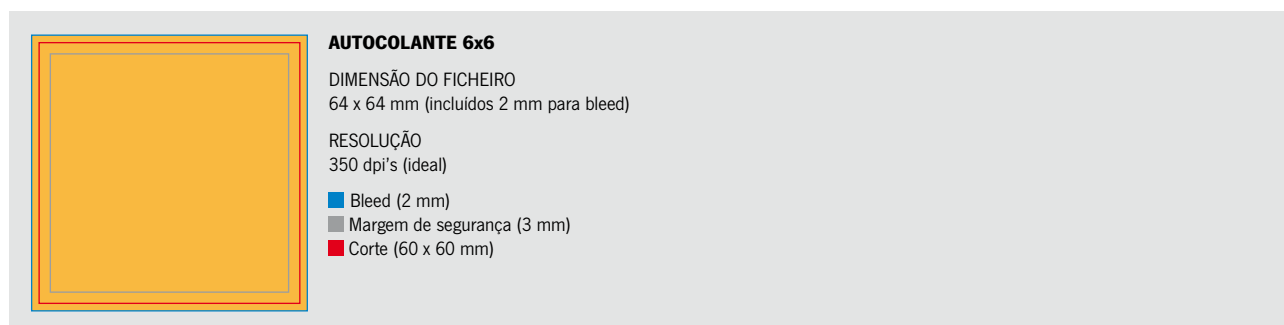 AUTOCOLANTE 6x6
DIMENSÃO DO FICHEIRO
64 x 64 mm (incluídos 2 mm para bleed)
RESOLUÇÃO
350 dpi's (ideal)
Bleed (2 mm)
Margem de segurança (3 mm)
Corte (60 x 60 mm)